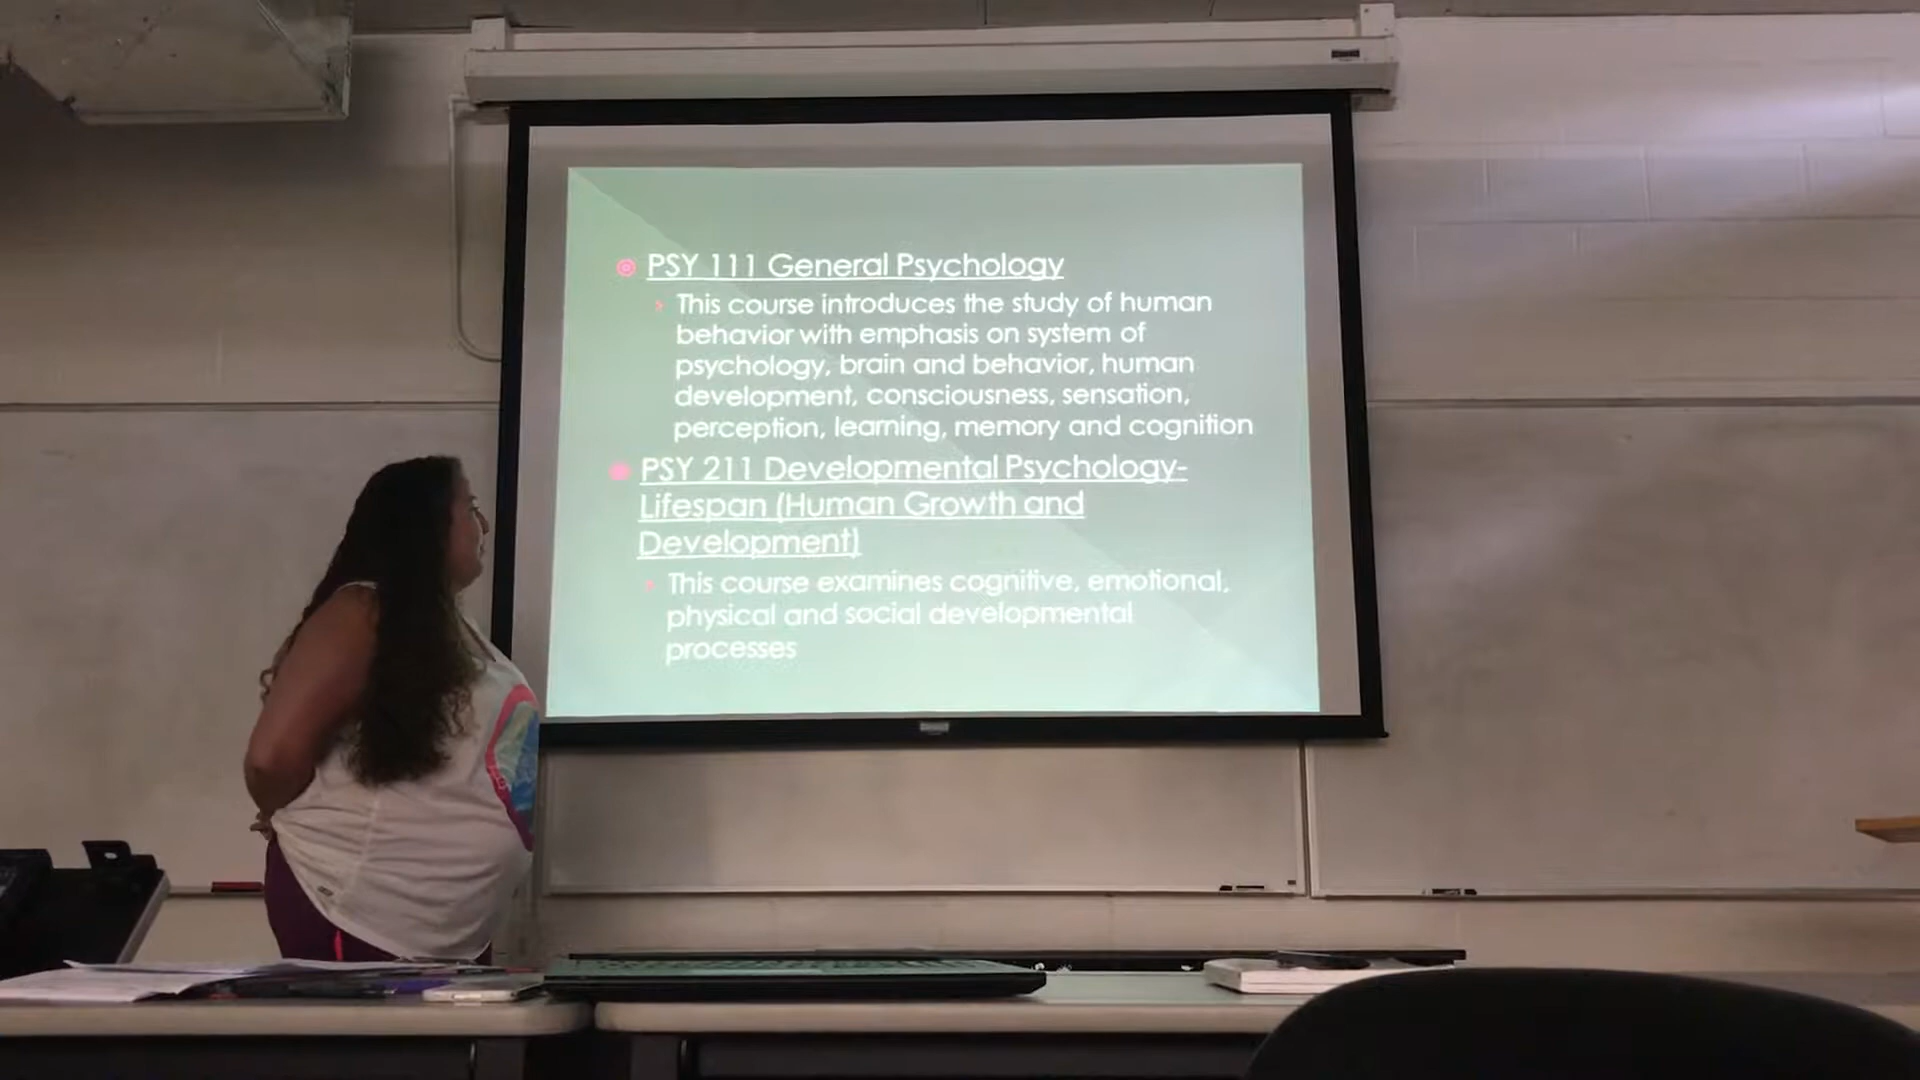 PSY 111 General Psychology
This course introduces the study of human
behavior with emphasis on system of
psychology, brain and behavior, human
development, consciousness, sensation,
perception, learning, memory and cognition
PSY 211 Developmental Psychology-
Lifespan (Human Growth and
Development)
This course examines cognitive, emotional,
physical and social developmental
processes